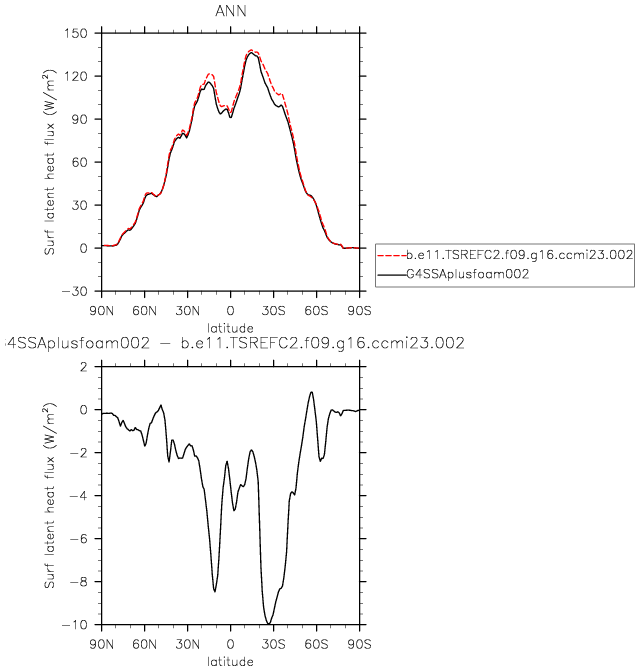 ANN
150
120
90
60
30
0
-30
Surf latent heat flux (W/m²)
90N 60N 30N 0 30S 60S 90S
latitude
b.e11.TSREFC2.f09.g16.ccmi23.002
G4SSAplusfoam002
4SSAplusfoam002 - b.e11.TSREFC2.f09.g16.ccmi23.002
2
0
-2
-4
-6
-8
-10
Surf latent heat flux (W/m²)
90N 60N 30N 0 30S 60S 90S
latitude